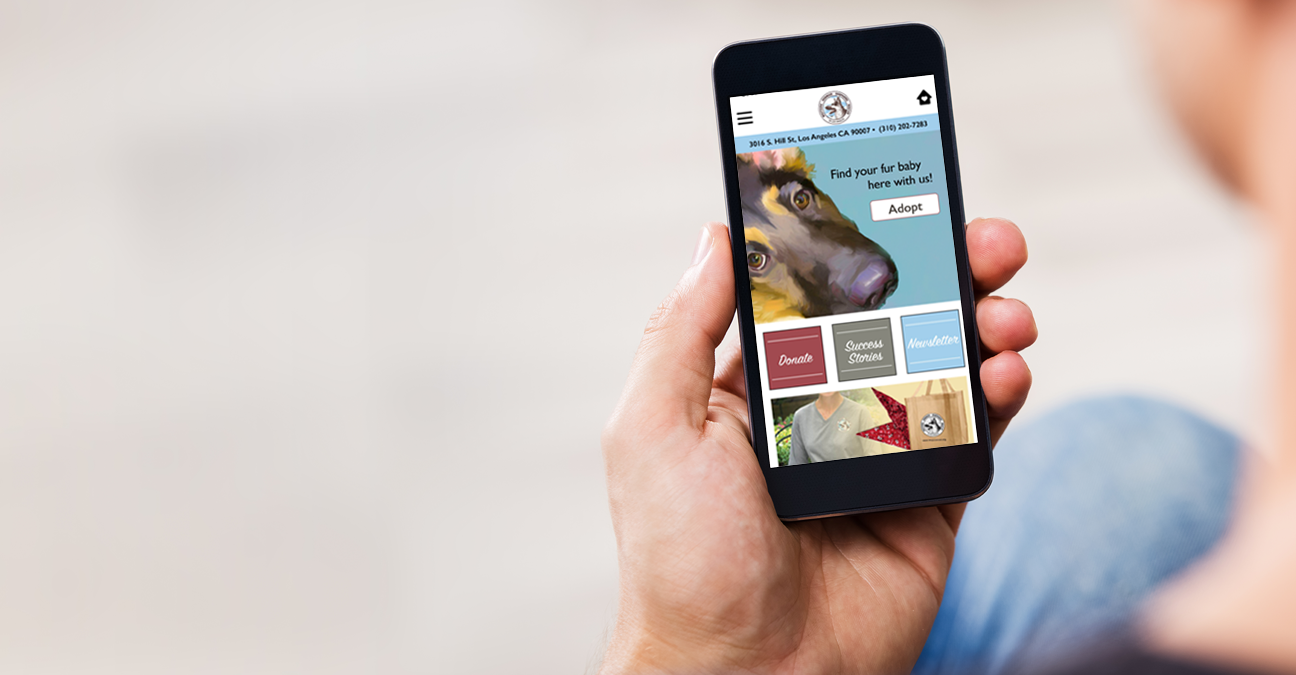 3016 S. Hill St, Los Angeles CA 90007 • (310) 202-7283
Find your fur baby
here with us!
Adopt
Donate
Success
Stories
Newsletter